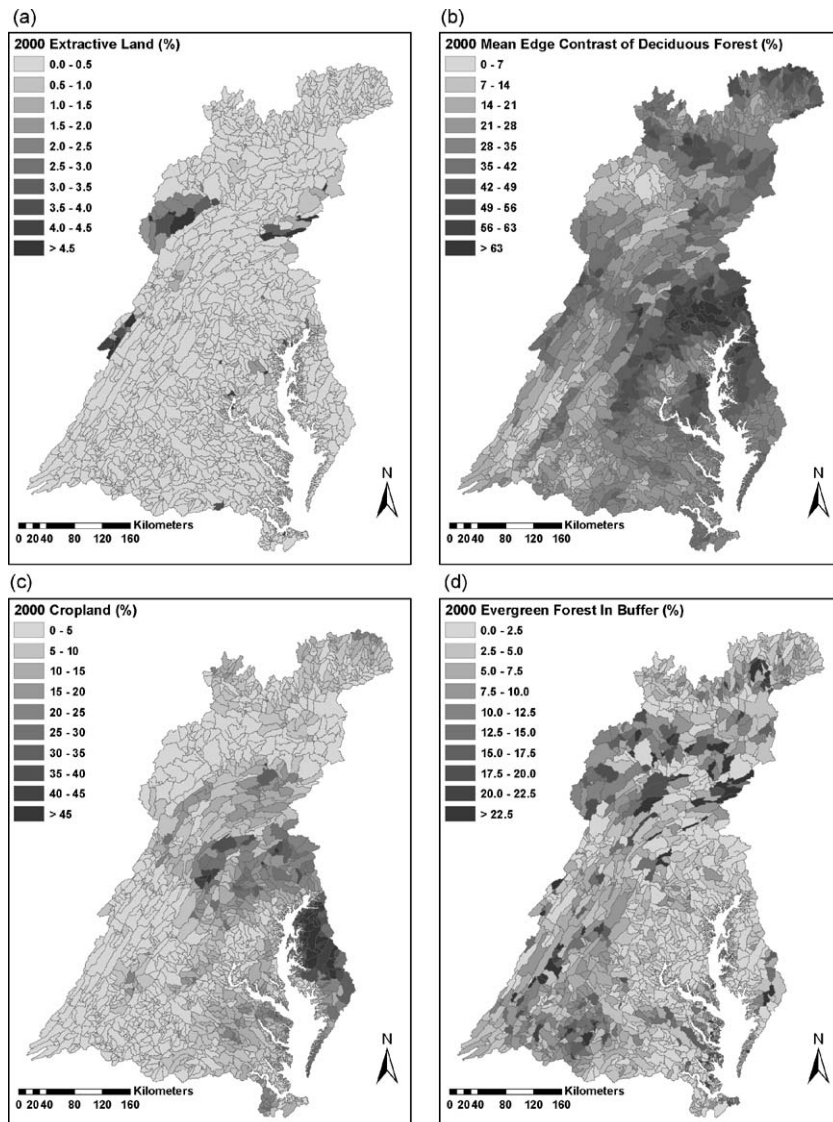 (a)
2000 Extractive Land (%)
0.0 - 0.5
0.5 - 1.0
1.0 - 1.5
1.5 - 2.0
2.0 - 2.5
2.5 - 3.0
3.0 - 3.5
3.5 - 4.0
4.0 - 4.5
> 4.5
N
Kilometers
0 20 40 80 120 160
(b)
2000 Mean Edge Contrast of Deciduous Forest (%)
0 - 7
7 - 14
14 - 21
21 - 28
28 - 35
35 - 42
42 - 49
49 - 56
56 - 63
> 63
N
Kilometers
0 20 40 80 120 160
(c)
2000 Cropland (%)
0 - 5
5 - 10
10 - 15
15 - 20
20 - 25
25 - 30
30 - 35
35 - 40
40 - 45
> 45
N
Kilometers
0 20 40 80 120 160
(d)
2000 Evergreen Forest In Buffer (%)
0.0 - 2.5
2.5 - 5.0
5.0 - 7.5
7.5 - 10.0
10.0 - 12.5
12.5 - 15.0
15.0 - 17.5
17.5 - 20.0
20.0 - 22.5
> 22.5
N
Kilometers
0 20 40 80 120 160